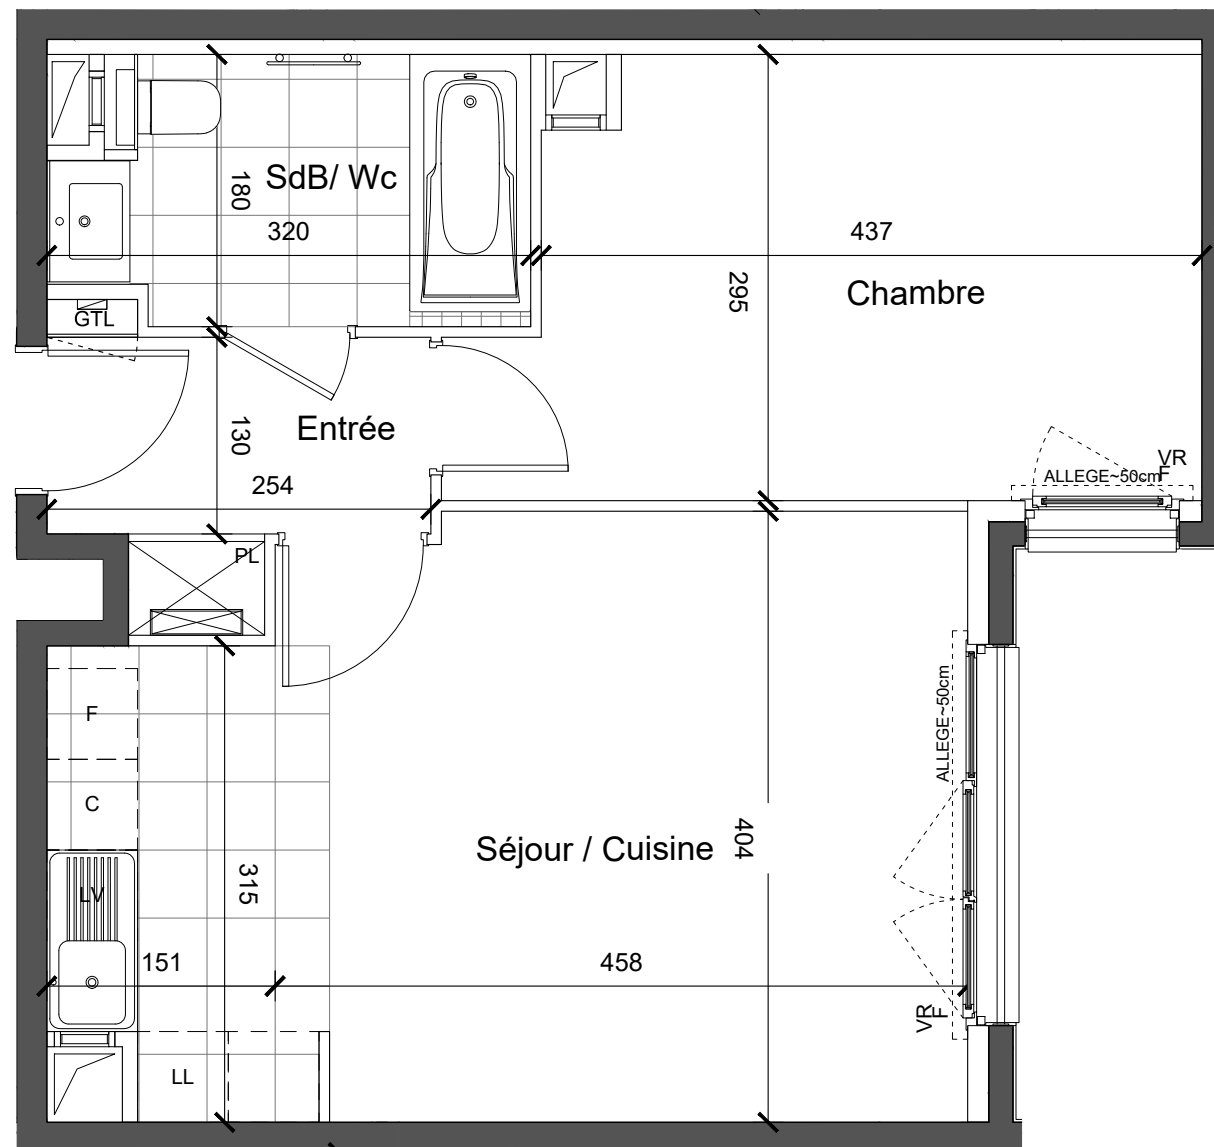 SdB/ Wc
180
320
437
295
Chambre
GTL
Entrée
130
254
VR
F
ALLEGE~50cm
PL
F
C
LV
315
151
Séjour / Cuisine
404
458
ALLEGE~50cm
VR
F
LL